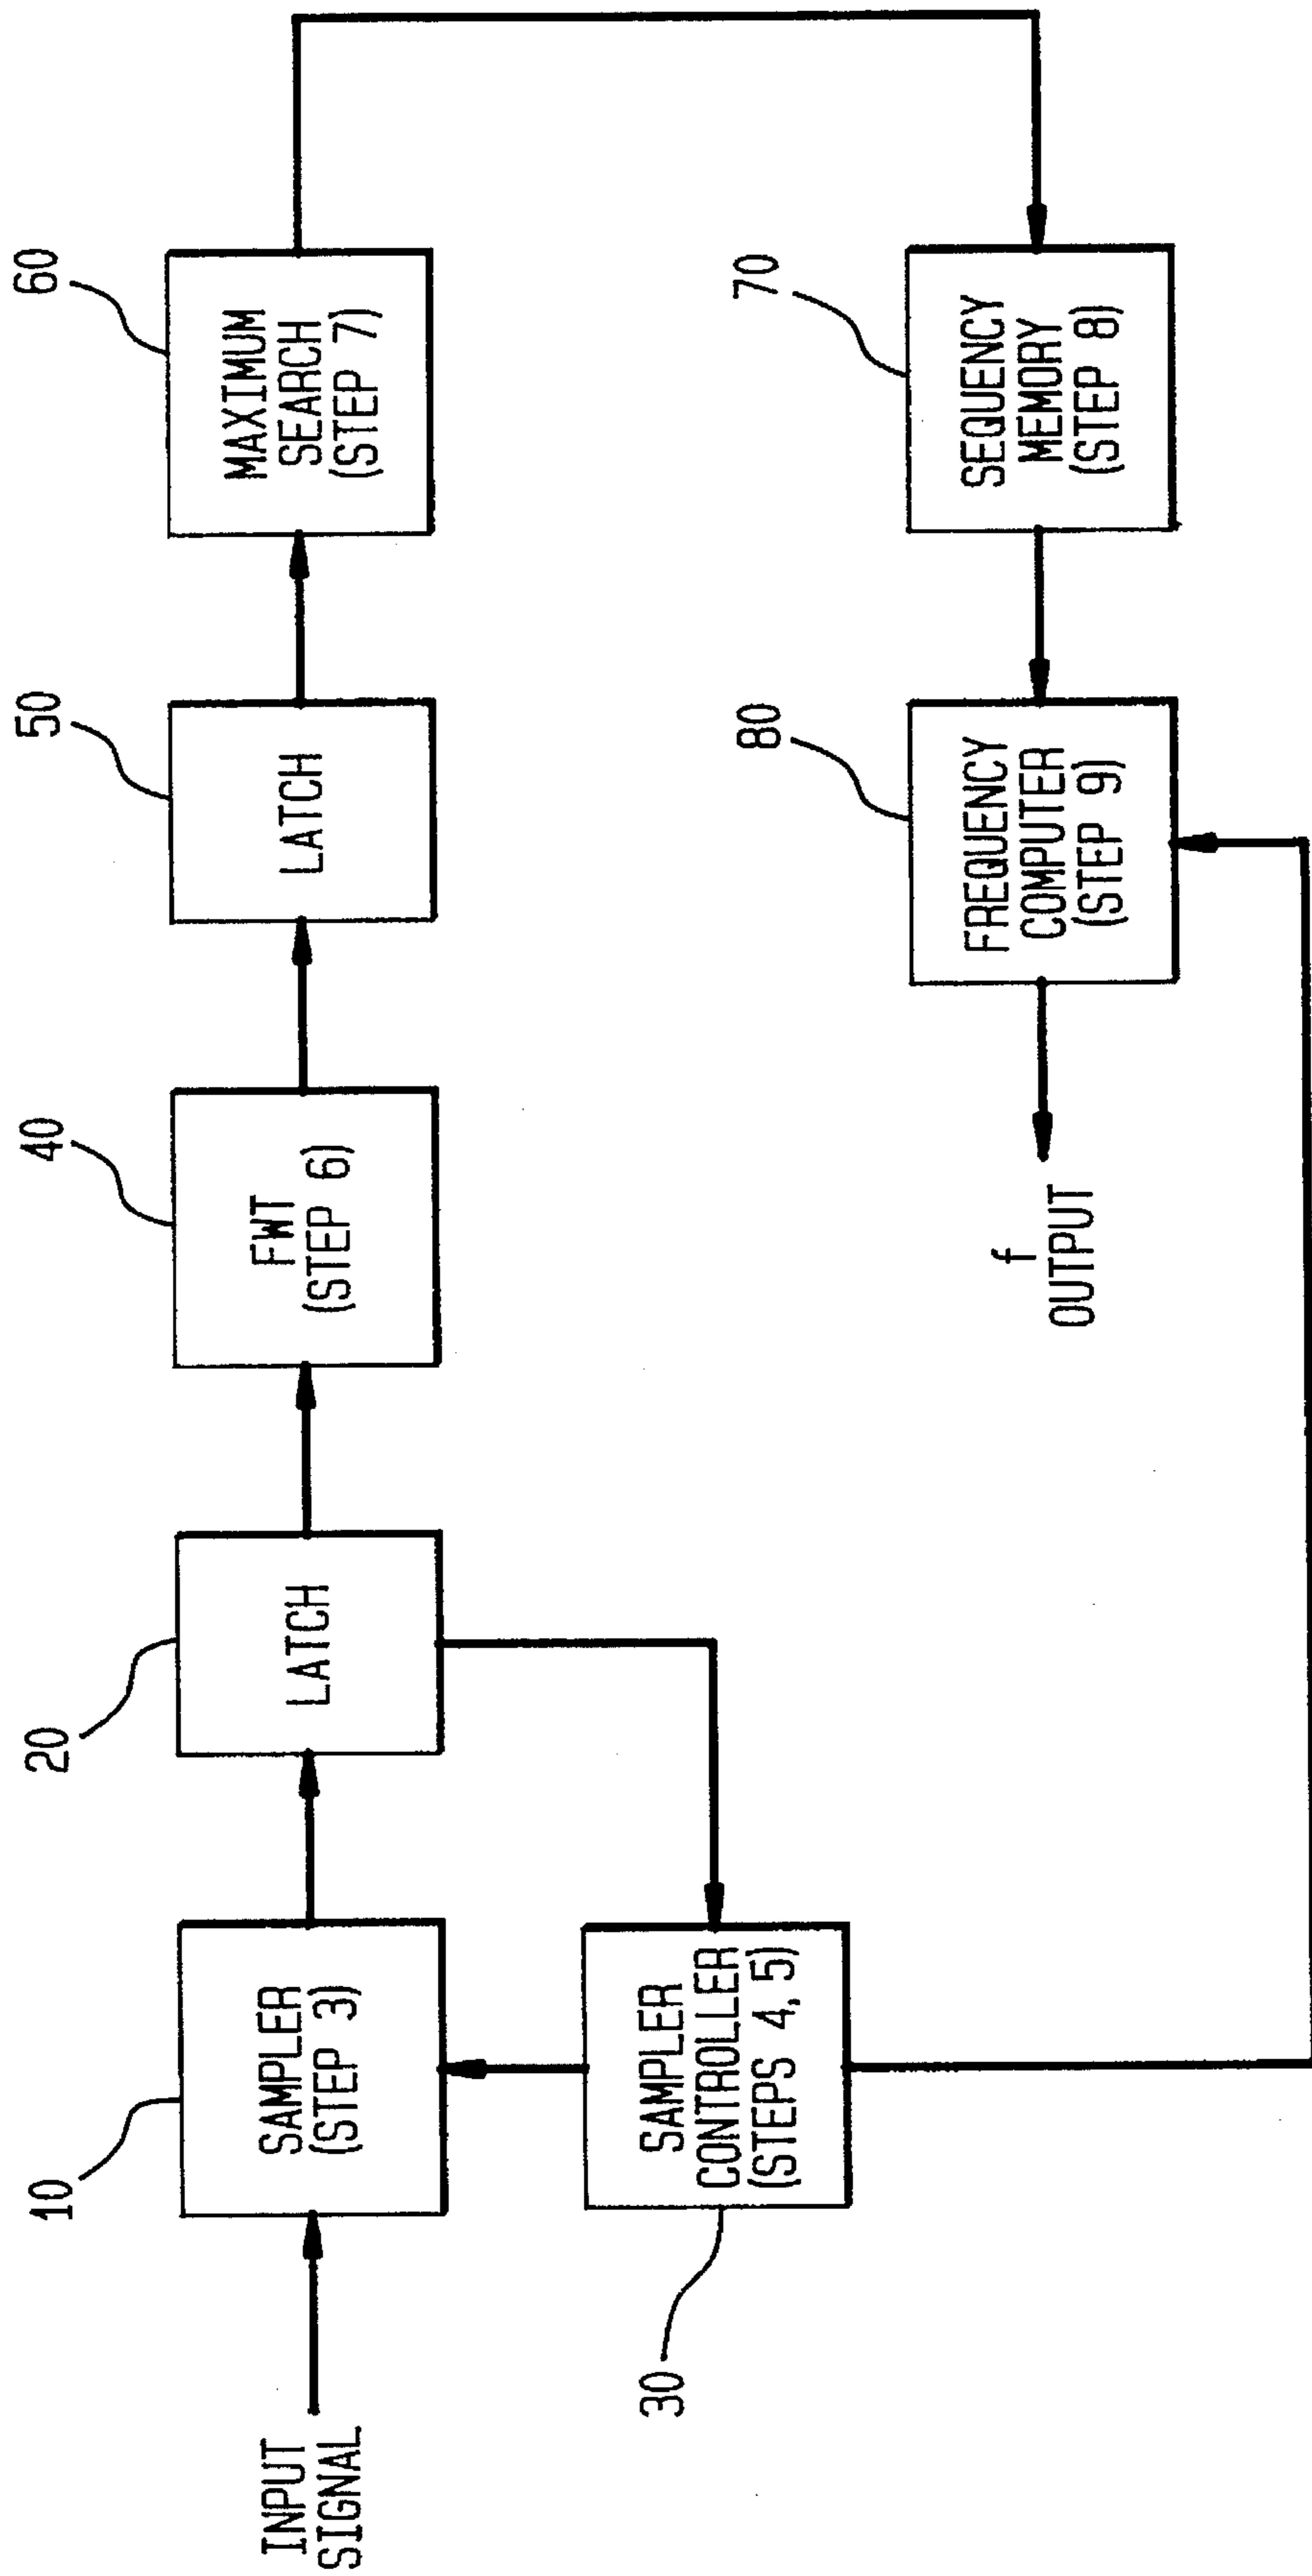 10
20
40
50
60
INPUT
SIGNAL
SAMPLER
(STEP 3)
LATCH
FWT
(STEP 6)
LATCH
MAXIMUM
SEARCH
(STEP 7)
30
SAMPLER
CONTROLLER
(STEPS 4, 5)
80
70
f
OUTPUT
FREQUENCY
COMPUTER
(STEP 9)
SEQUENCY
MEMORY
(STEP 8)